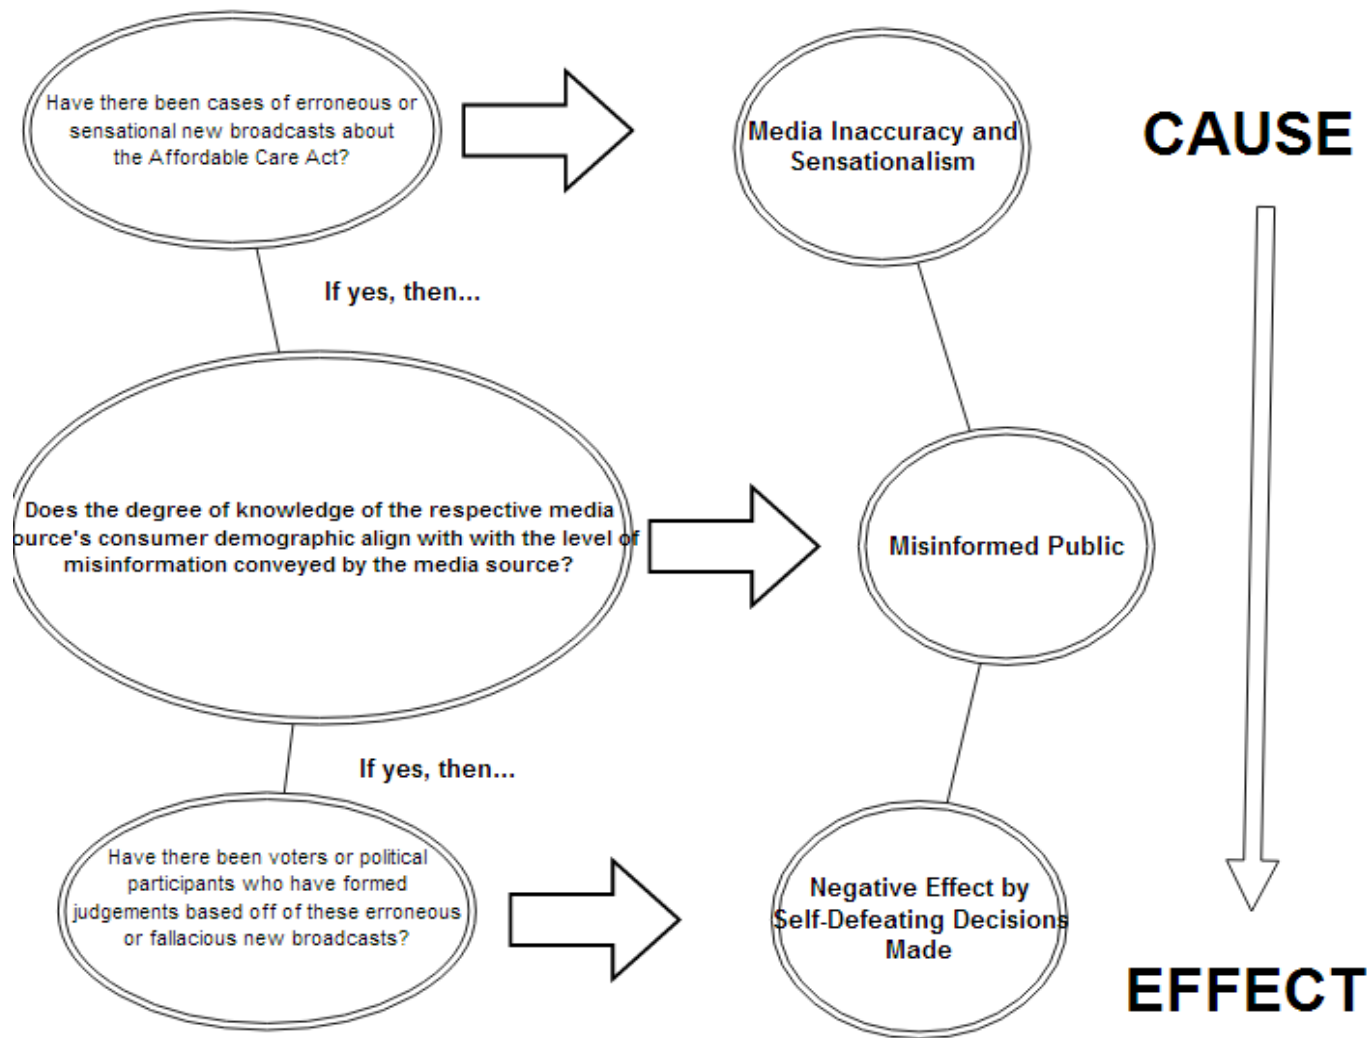 Have there been cases of erroneous or
sensational new broadcasts about
the Affordable Care Act?
Media Inaccuracy and
Sensationalism
CAUSE
If yes, then...
Does the degree of knowledge of the respective media
ource's consumer demographic align with with the level of
misinformation conveyed by the media source?
Misinformed Public
If yes, then...
Have there been voters or political
participants who have formed
judgements based off of these erroneous
or fallacious new broadcasts?
Negative Effect by
Self-Defeating Decisions
Made
EFFECT